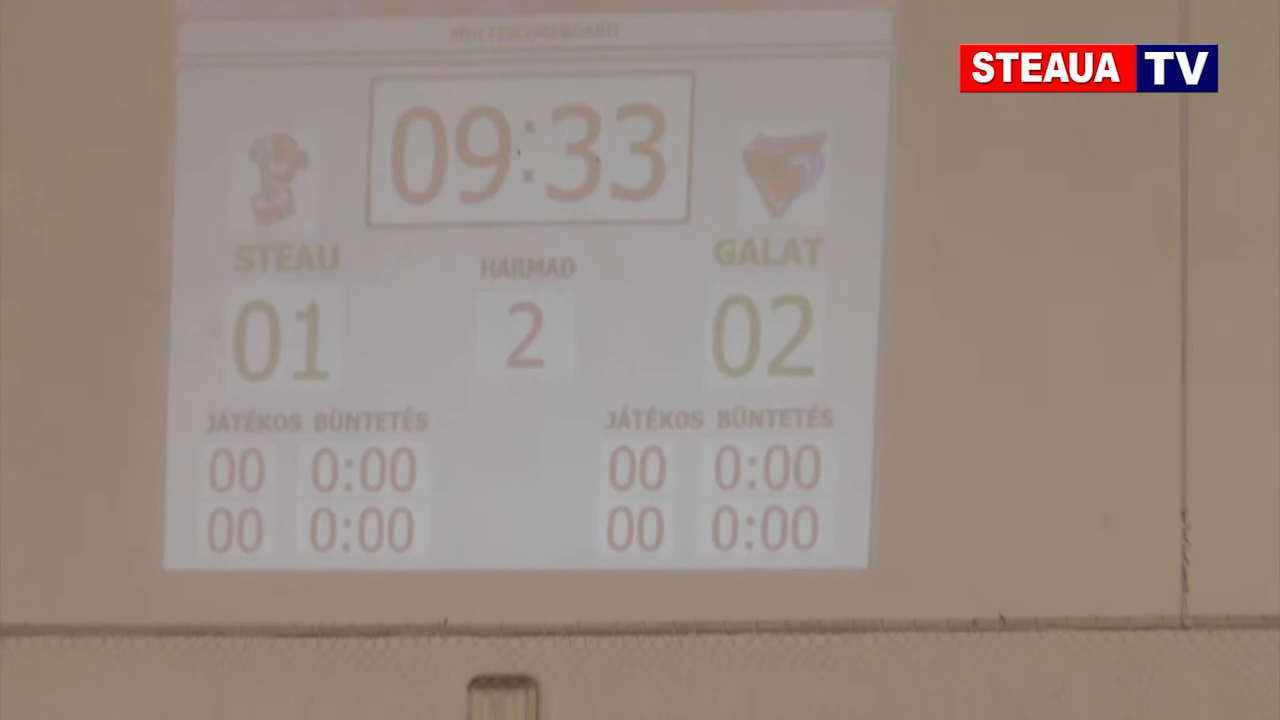 MULTISCOREBOARD
STEAUA TV
09:33
STEAU
GALAT
HARMAD
01
2
02
JÁTÉKOS BÜNTETÉS
JÁTÉKOS BÜNTETÉS
00 0:00
00 0:00
00 0:00
00 0:00